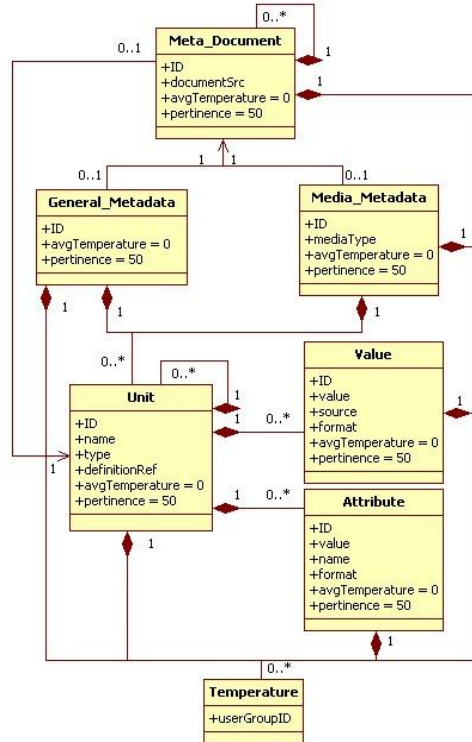 0..*
0..1
Meta_Document
1
+ID
+documentSrc
1
+avgTemperature = 0
+pertinence = 50
1
1
0..1
0..1
General_Metadata
+ID
+avgTemperature = 0
+pertinence = 50
Media_Metadata
+ID
+mediaType
+avgTemperature = 0
+pertinence = 50
1
1
1
1
0..*
0..*
Unit
+ID
+name
+type
+definitionRef
+avgTemperature = 0
+pertinence = 50
1
1
0..*
1
Value
+ID
+value
+source
+format
+avgTemperature = 0
+pertinence = 50
1
1
0..*
Attribute
+ID
+value
+name
+format
+avgTemperature = 0
+pertinence = 50
1
1
0..*
Temperature
+userGroupID